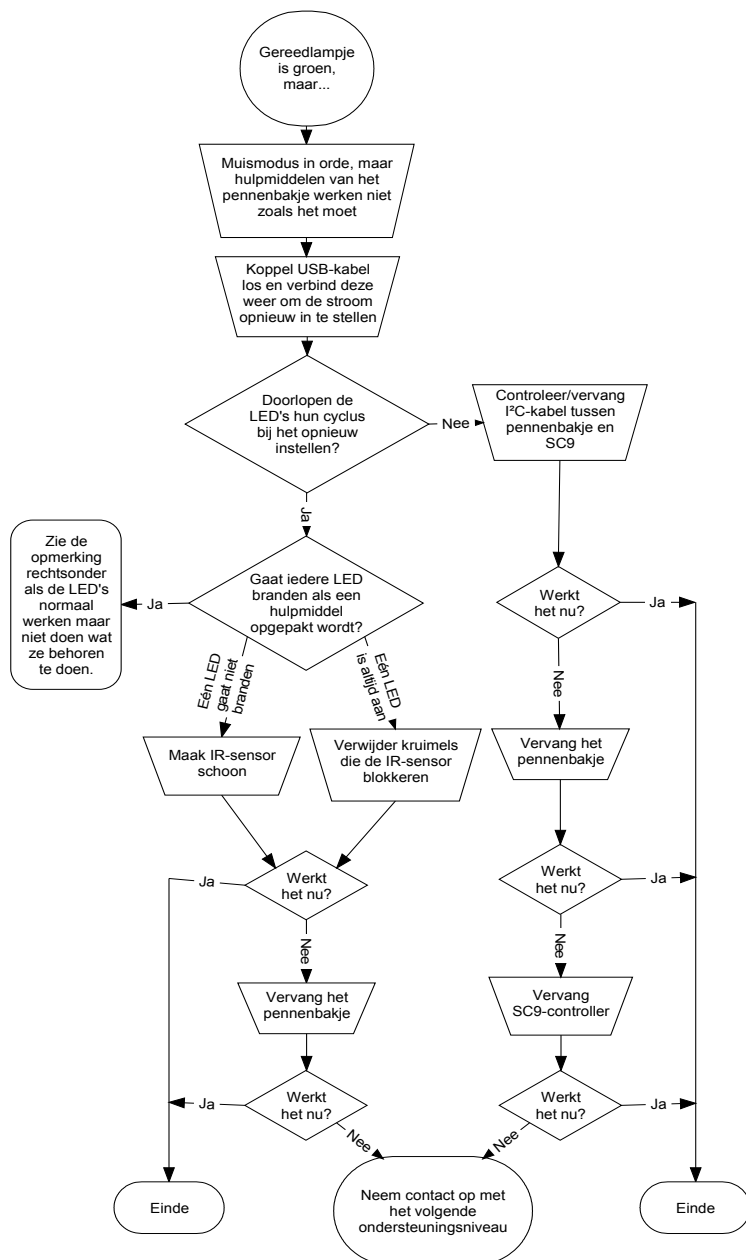 Gereedlampje
is groen,
maar...
Muismodus in orde, maar
hulpmiddelen van het
pennenbakje werken niet
zoals het moet
Koppel USB-kabel
los en verbind deze
weer om de stroom
opnieuw in te stellen
Doorlopen de
LED's hun cyclus
bij het opnieuw
instellen?
Nee
Controleer/vervang
I²C-kabel tussen
pennenbakje en
SC9
Ja
Zie de
opmerking
rechtsonder
als de LED's
normaal
werken maar
niet doen wat
ze behoren
te doen.
Ja
Gaat iedere LED
branden als een
hulpmiddel
opgepakt wordt?
Werkt
het nu?
Ja
Eén LED
gaat niet
branden
Eén LED
is altijd aan
Nee
Maak IR-sensor
schoon
Verwijder kruimels
die de IR-sensor
blokkeren
Vervang het
pennenbakje
Ja
Werkt
het nu?
Werkt
het nu?
Ja
Nee
Nee
Vervang het
pennenbakje
Vervang
SC9-controller
Ja
Werkt
het nu?
Werkt
het nu?
Ja
Nee
Nee
Einde
Neem contact op met
het volgende
ondersteuningsniveau
Einde